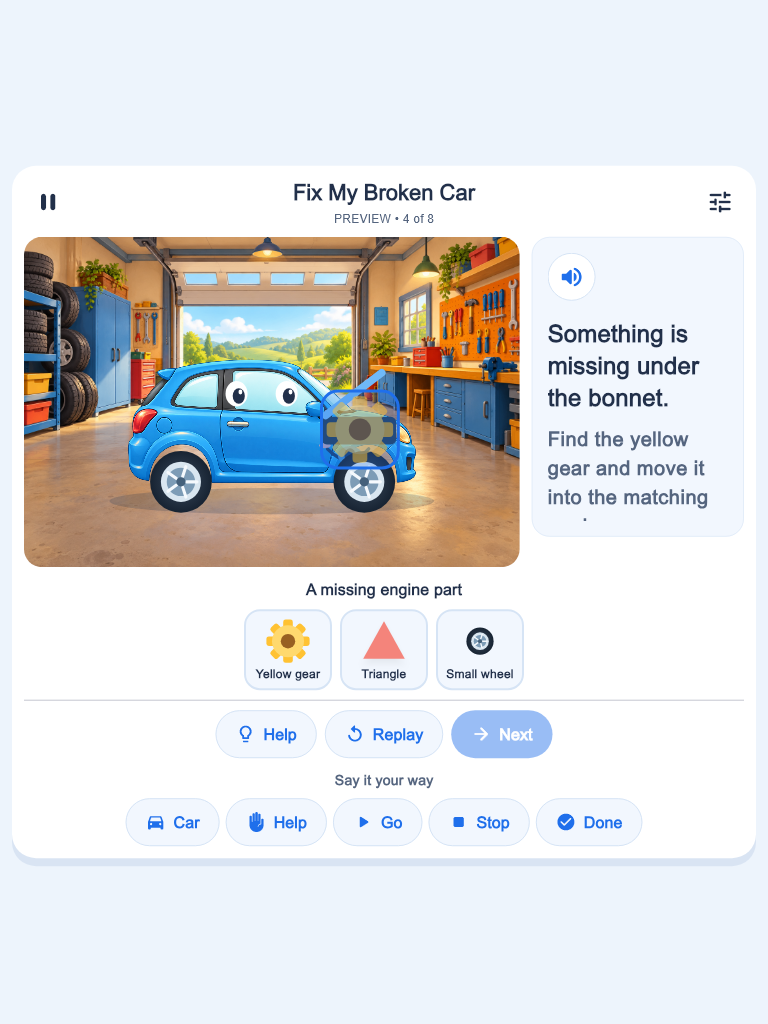 Fix My Broken Car
PREVIEW • 4 of 8
Something is
missing under
the bonnet.
Find the yellow
gear and move it
into the matching
A missing engine part
Yellow gear
Triangle
Small wheel
Help
Replay
Next
Say it your way
Car
Help
Go
Stop
Done